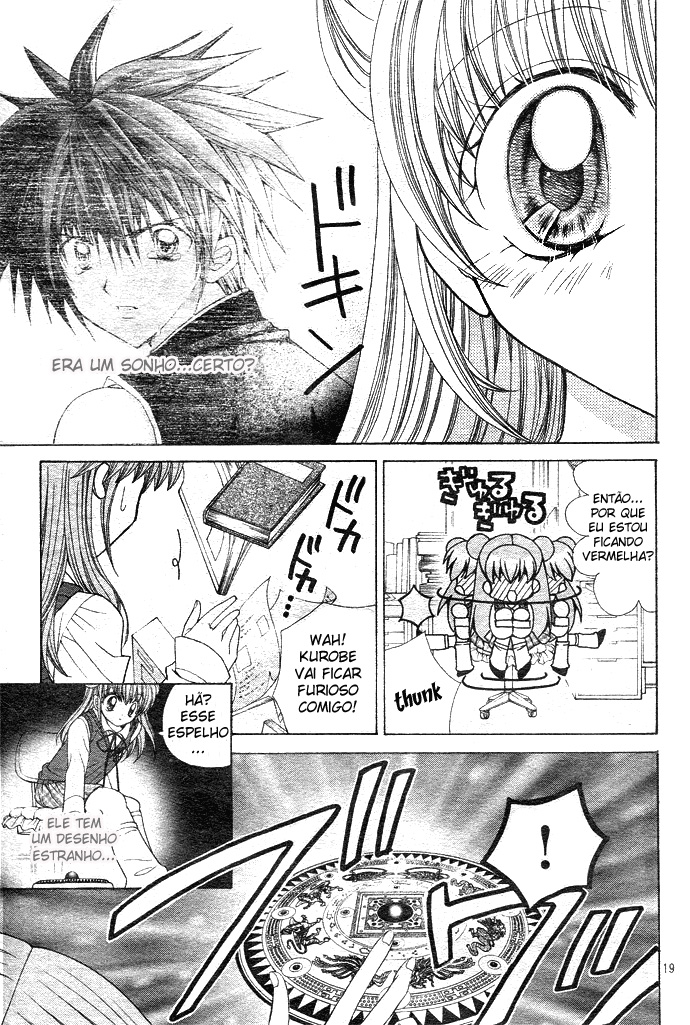 ドキン
ERA UM SONHO...CERTO?
ENTÃO...
POR QUE
EU ESTOU
FICANDO
VERMELHA?
ぎゅる
ぎゅる
thunk
ドカ
ドカ...
WAH!
KUROBE
VAI FICAR
FURIOSO
COMIGO!
HÃ?
ESSE
ESPELHO
...
ELE TEM
UM DESENHO
ESTRANHO...
!
19